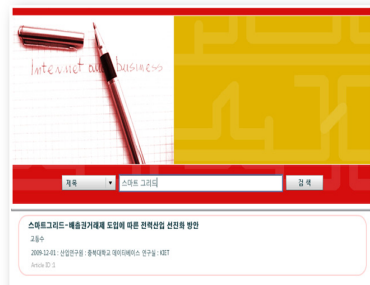 Internet and business
제목
스마트 그리드
검 색
스마트그리드-배출권거래제 도입에 따른 전력산업 선진화 방안
고동수
2009-12-01 : 산업연구원 : 충북대학교 데이터베이스 연구실 : KIET
Article ID :1